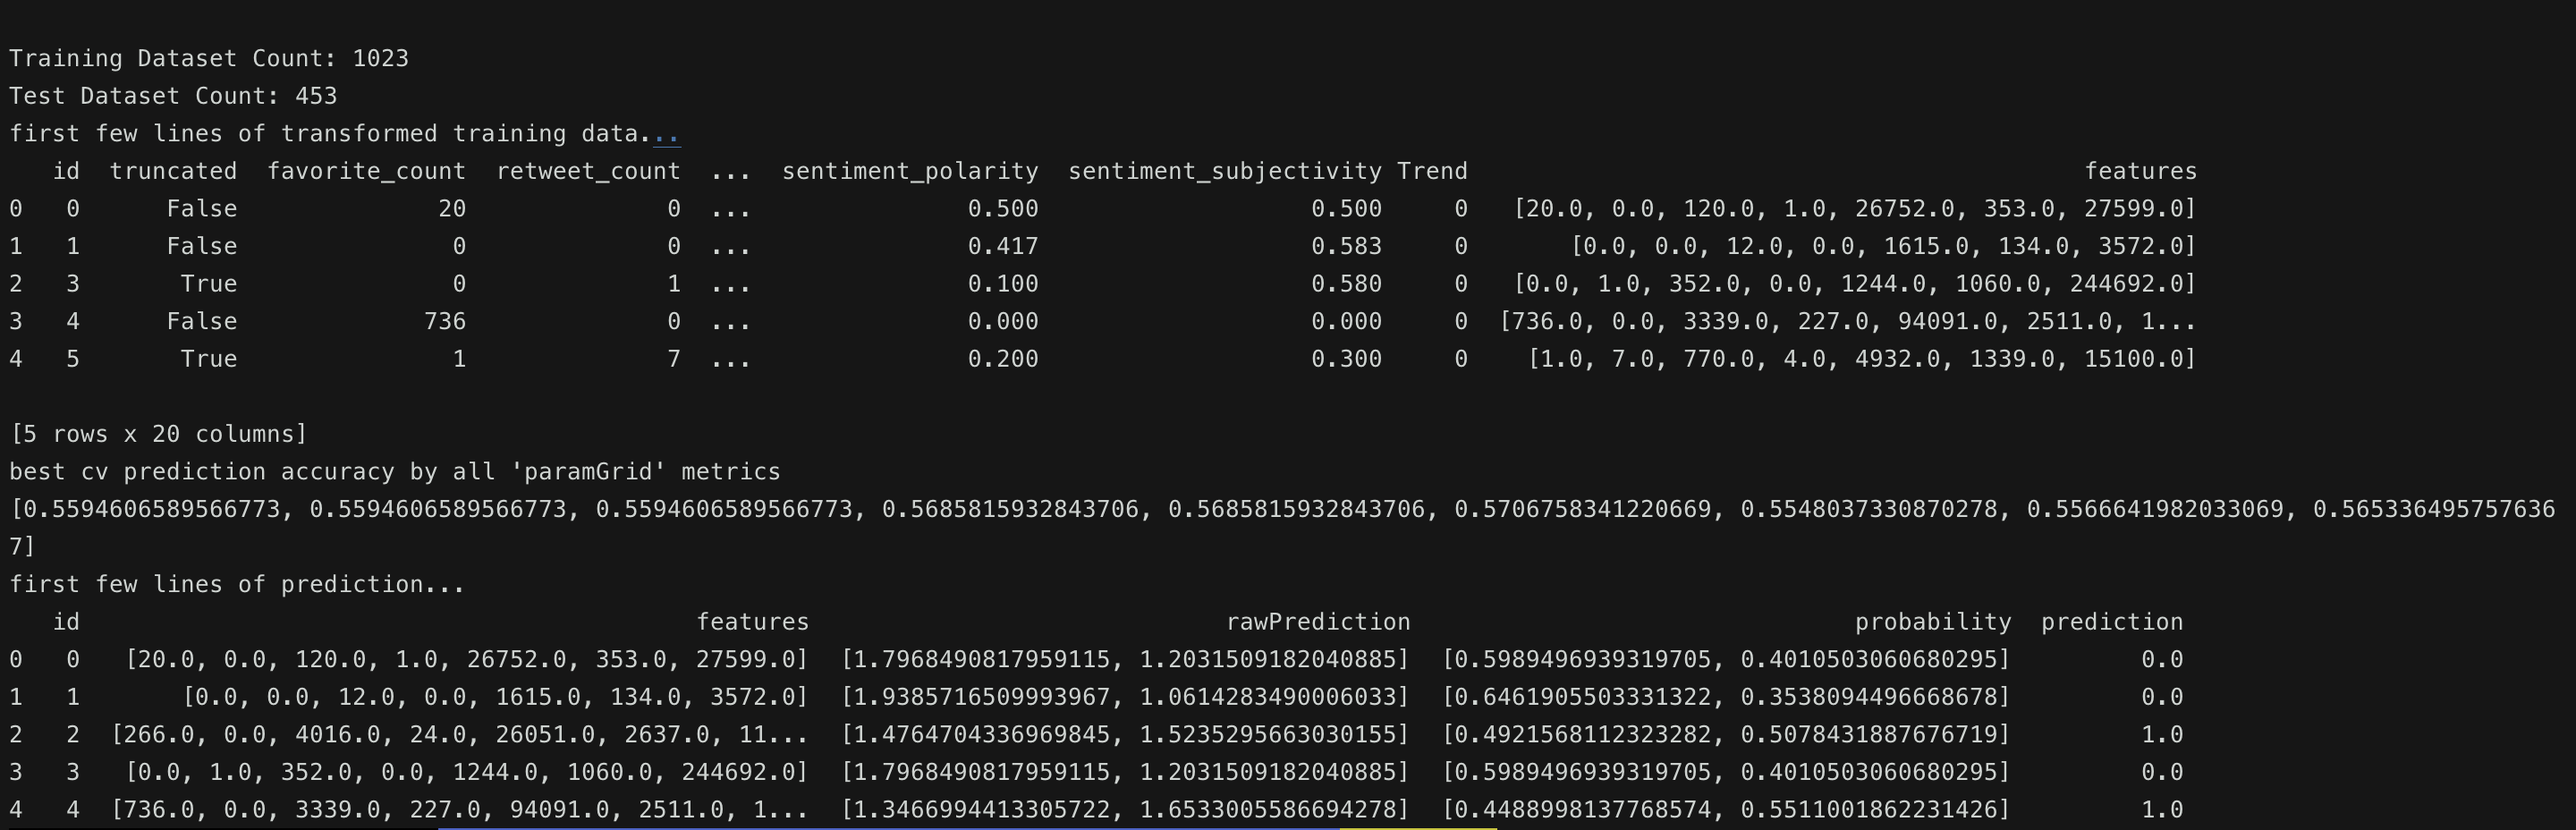 Training Dataset Count: 1023
Test Dataset Count: 453
first few lines of transformed training data...
id truncated favorite_count retweet_count ... sentiment_polarity sentiment_subjectivity Trend features
0 0 False 20 0 ... 0.500 0.500 0 [20.0, 0.0, 120.0, 1.0, 26752.0, 353.0, 27599.0]
1 1 False 0 0 ... 0.417 0.583 0 [0.0, 0.0, 12.0, 0.0, 1615.0, 134.0, 3572.0]
2 3 True 0 1 ... 0.100 0.580 0 [0.0, 1.0, 352.0, 0.0, 1244.0, 1060.0, 244692.0]
3 4 False 736 0 ... 0.000 0.000 0 [736.0, 0.0, 3339.0, 227.0, 94091.0, 2511.0, 1...
4 5 True 1 7 ... 0.200 0.300 0 [1.0, 7.0, 770.0, 4.0, 4932.0, 1339.0, 15100.0]
[5 rows x 20 columns]
best cv prediction accuracy by all 'paramGrid' metrics
[0.5594606589566773, 0.5594606589566773, 0.5594606589566773, 0.5685815932843706, 0.5685815932843706, 0.5706758341220669, 0.5548037330870278, 0.5566641982033069, 0.565336495757636
7]
first few lines of prediction...
id features rawPrediction probability prediction
0 0 [20.0, 0.0, 120.0, 1.0, 26752.0, 353.0, 27599.0] [1.7968490817959115, 1.2031509182040885] [0.5989496939319705, 0.4010503060680295] 0.0
1 1 [0.0, 0.0, 12.0, 0.0, 1615.0, 134.0, 3572.0] [1.9385716509993967, 1.0614283490006033] [0.6461905503331322, 0.3538094496668678] 0.0
2 2 [266.0, 0.0, 4016.0, 24.0, 26051.0, 2637.0, 11... [1.4764704336969845, 1.5235295663030155] [0.4921568112323282, 0.5078431887676719] 1.0
3 3 [0.0, 1.0, 352.0, 0.0, 1244.0, 1060.0, 244692.0] [1.7968490817959115, 1.2031509182040885] [0.5989496939319705, 0.4010503060680295] 0.0
4 4 [736.0, 0.0, 3339.0, 227.0, 94091.0, 2511.0, 1... [1.3466994413305722, 1.6533005586694278] [0.4488998137768574, 0.5511001862231426] 1.0